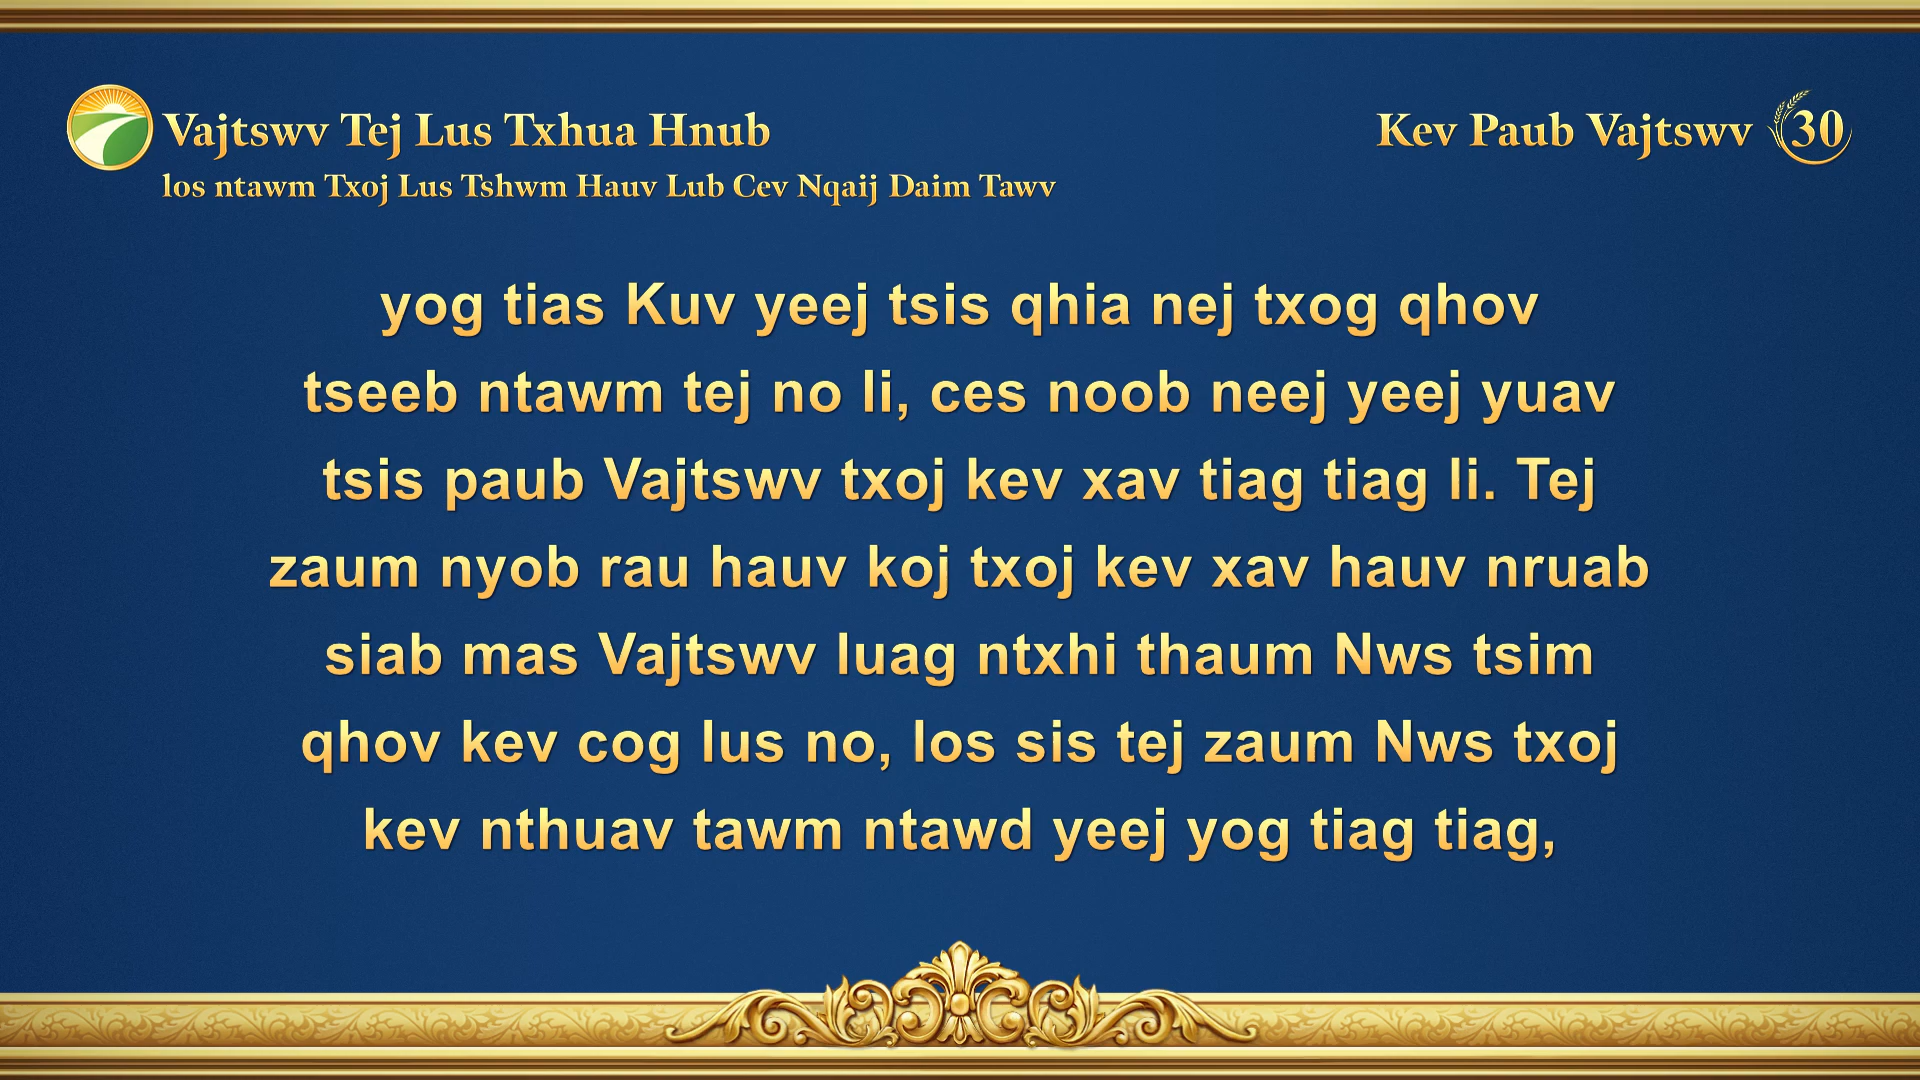 Vajtswv Tej Lus Txhua Hnub
los ntawm Txoj Lus Tshwm Hauv Lub Cev Nqaij Daim Tawv
Kev Paub Vajtswv 30
yog tias Kuv yeej tsis qhia nej txog qhov
tseeb ntawm tej no li, ces noob neej yeej yuav
tsis paub Vajtswv txoj kev xav tiag tiag li. Tej
zaum nyob rau hauv koj txoj kev xav hauv nruab
siab mas Vajtswv luag ntxhi thaum Nws tsim
qhov kev cog lus no, los sis tej zaum Nws txoj
kev nthuav tawm ntawd yeej yog tiag tiag,